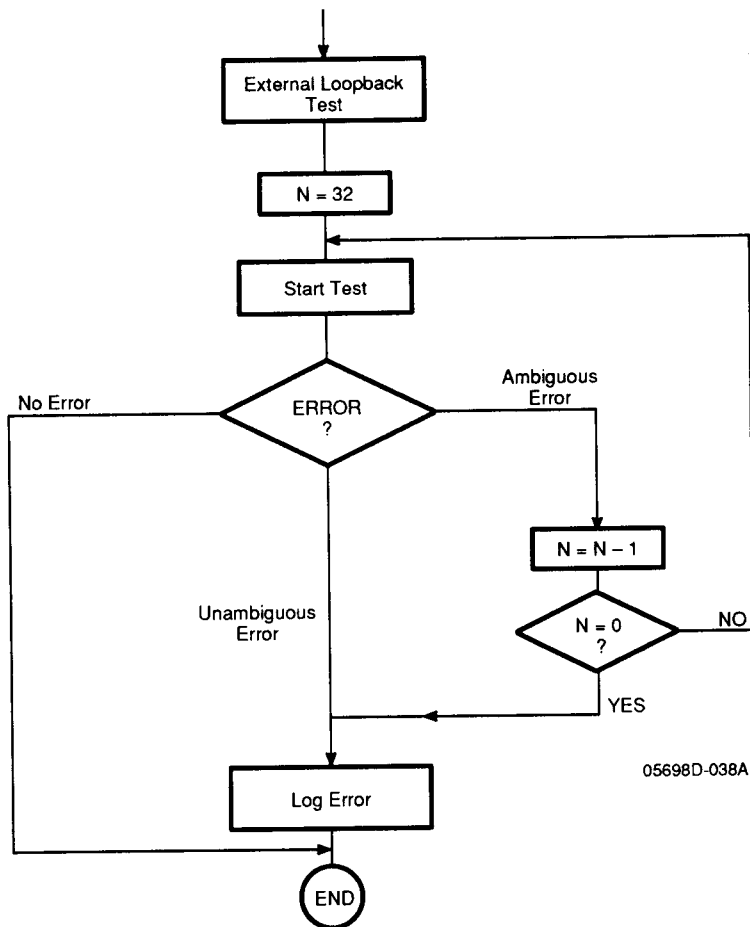 External Loopback
Test
N = 32
Start Test
No Error
ERROR
?
Ambiguous
Error
N = N – 1
Unambiguous
Error
N = 0
?
NO
YES
05698D-038A
Log Error
END